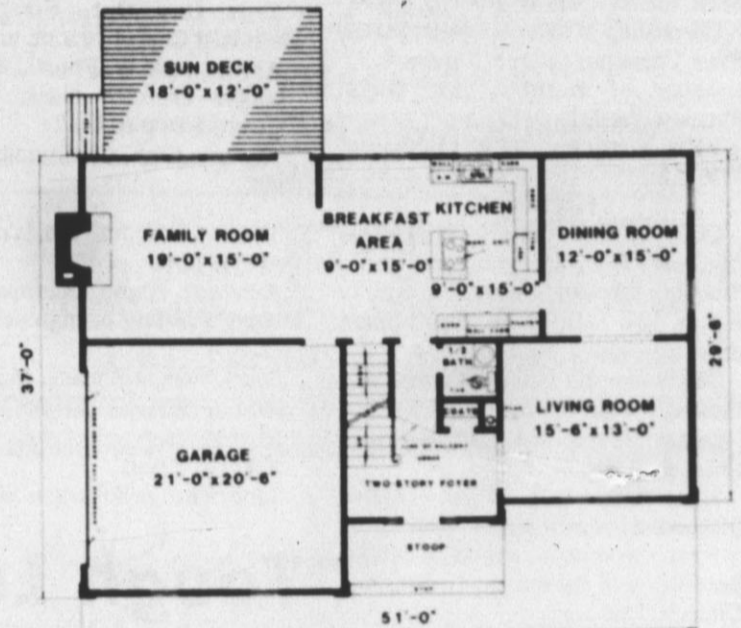 SUN DECK
18'-0"x12'-0"
FAMILY ROOM
19'-0"x15'-0"
BREAKFAST
AREA
9'-0"x15'-0"
KITCHEN
9'-0"x15'-0"
DINING ROOM
12'-0"x15'-0"
37'-0"
29'-6"
1/2
BATH
LIVING ROOM
15'-6"x13'-0"
GARAGE
21'-0"x20'-6"
TWO STORY FOYER
STOOP
51'-0"